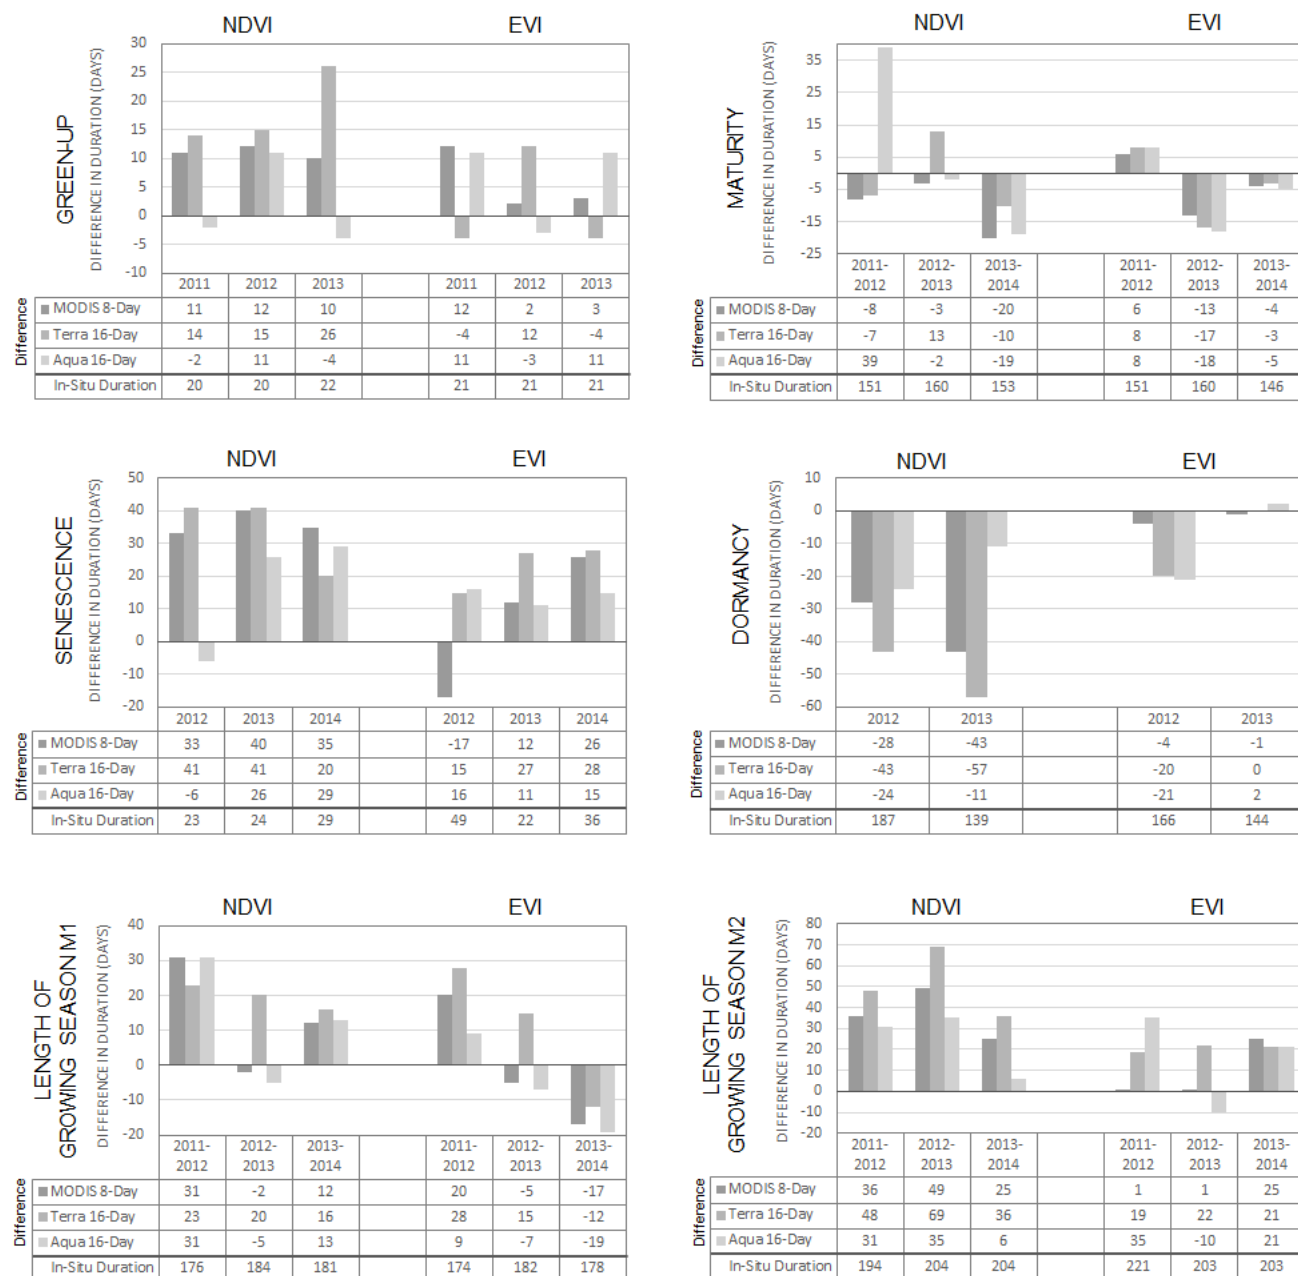 NDVI EVI
GREEN-UP
DIFFERENCE IN DURATION (DAYS)
30
25
20
15
10
5
0
-5
-10
2011 2012 2013 2011 2012 2013
Difference
MODIS 8-Day 11 12 10 12 2 3
Terra 16-Day 14 15 26 -4 12 -4
Aqua 16-Day -2 11 -4 11 -3 11
In-Situ Duration 20 20 22 21 21 21
NDVI EVI
MATURITY
DIFFERENCE IN DURATION (DAYS)
35
25
15
5
-5
-15
-25
2011- 2012- 2013- 2011- 2012- 2013-
2012 2013 2014 2012 2013 2014
Difference
MODIS 8-Day -8 -3 -20 6 -13 -4
Terra 16-Day -7 13 -10 8 -17 -3
Aqua 16-Day 39 -2 -19 8 -18 -5
In-Situ Duration 151 160 153 151 160 146
NDVI EVI
SENESCENCE
DIFFERENCE IN DURATION (DAYS)
50
40
30
20
10
0
-10
-20
2012 2013 2014 2012 2013 2014
Difference
MODIS 8-Day 33 40 35 -17 12 26
Terra 16-Day 41 41 20 15 27 28
Aqua 16-Day -6 26 29 16 11 15
In-Situ Duration 23 24 29 49 22 36
NDVI EVI
DORMANCY
DIFFERENCE IN DURATION (DAYS)
10
0
-10
-20
-30
-40
-50
-60
2012 2013 2012 2013
Difference
MODIS 8-Day -28 -43 -4 -1
Terra 16-Day -43 -57 -20 0
Aqua 16-Day -24 -11 -21 2
In-Situ Duration 187 139 166 144
NDVI EVI
LENGTH OF
GROWING SEASON M1
DIFFERENCE IN DURATION (DAYS)
40
30
20
10
0
-10
-20
2011- 2012- 2013- 2011- 2012- 2013-
2012 2013 2014 2012 2013 2014
Difference
MODIS 8-Day 31 -2 12 20 -5 -17
Terra 16-Day 23 20 16 28 15 -12
Aqua 16-Day 31 -5 13 9 -7 -19
In-Situ Duration 176 184 181 174 182 178
NDVI EVI
LENGTH OF
GROWING SEASON M2
DIFFERENCE IN DURATION (DAYS)
80
70
60
50
40
30
20
10
0
-10
-20
2011- 2012- 2013- 2011- 2012- 2013-
2012 2013 2014 2012 2013 2014
Difference
MODIS 8-Day 36 49 25 1 1 25
Terra 16-Day 48 69 36 19 22 21
Aqua 16-Day 31 35 6 35 -10 21
In-Situ Duration 194 204 204 221 203 203